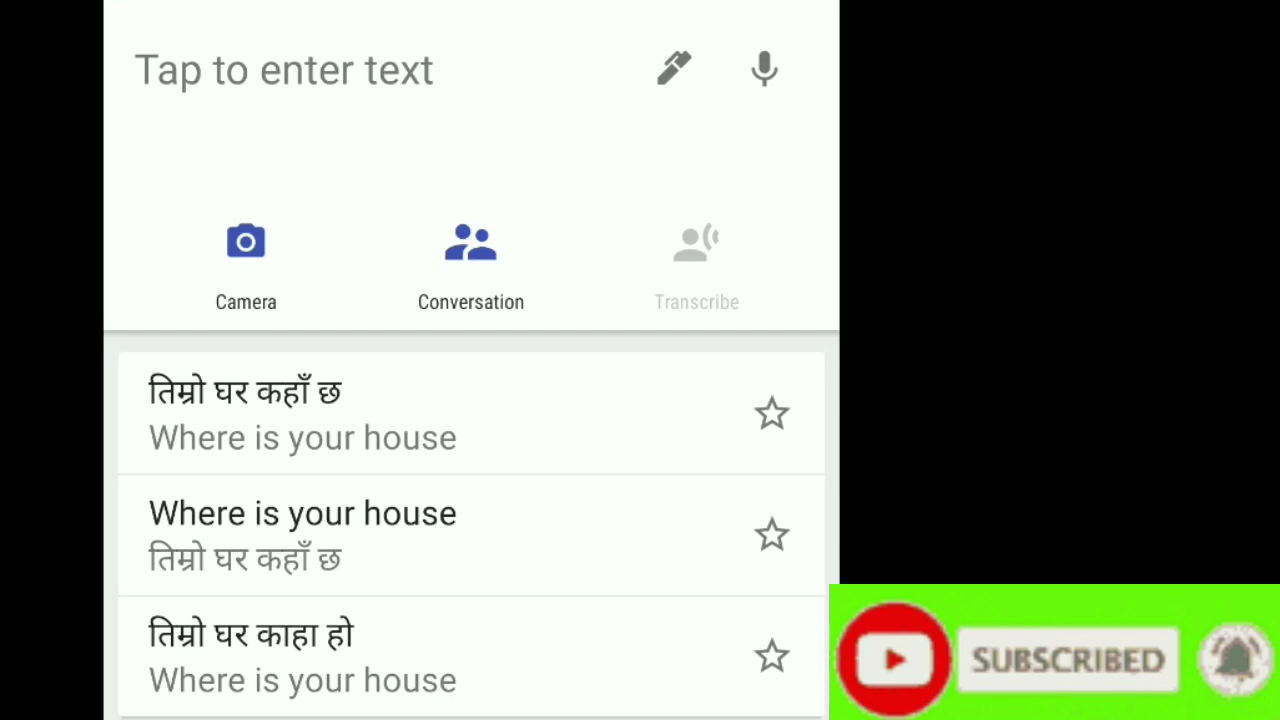 Tap to enter text
Camera
Conversation
Transcribe
तिम्रो घर कहाँ छ
Where is your house
Where is your house
तिम्रो घर कहाँ छ
तिम्रो घर काहा हो
Where is your house
SUBSCRIBED